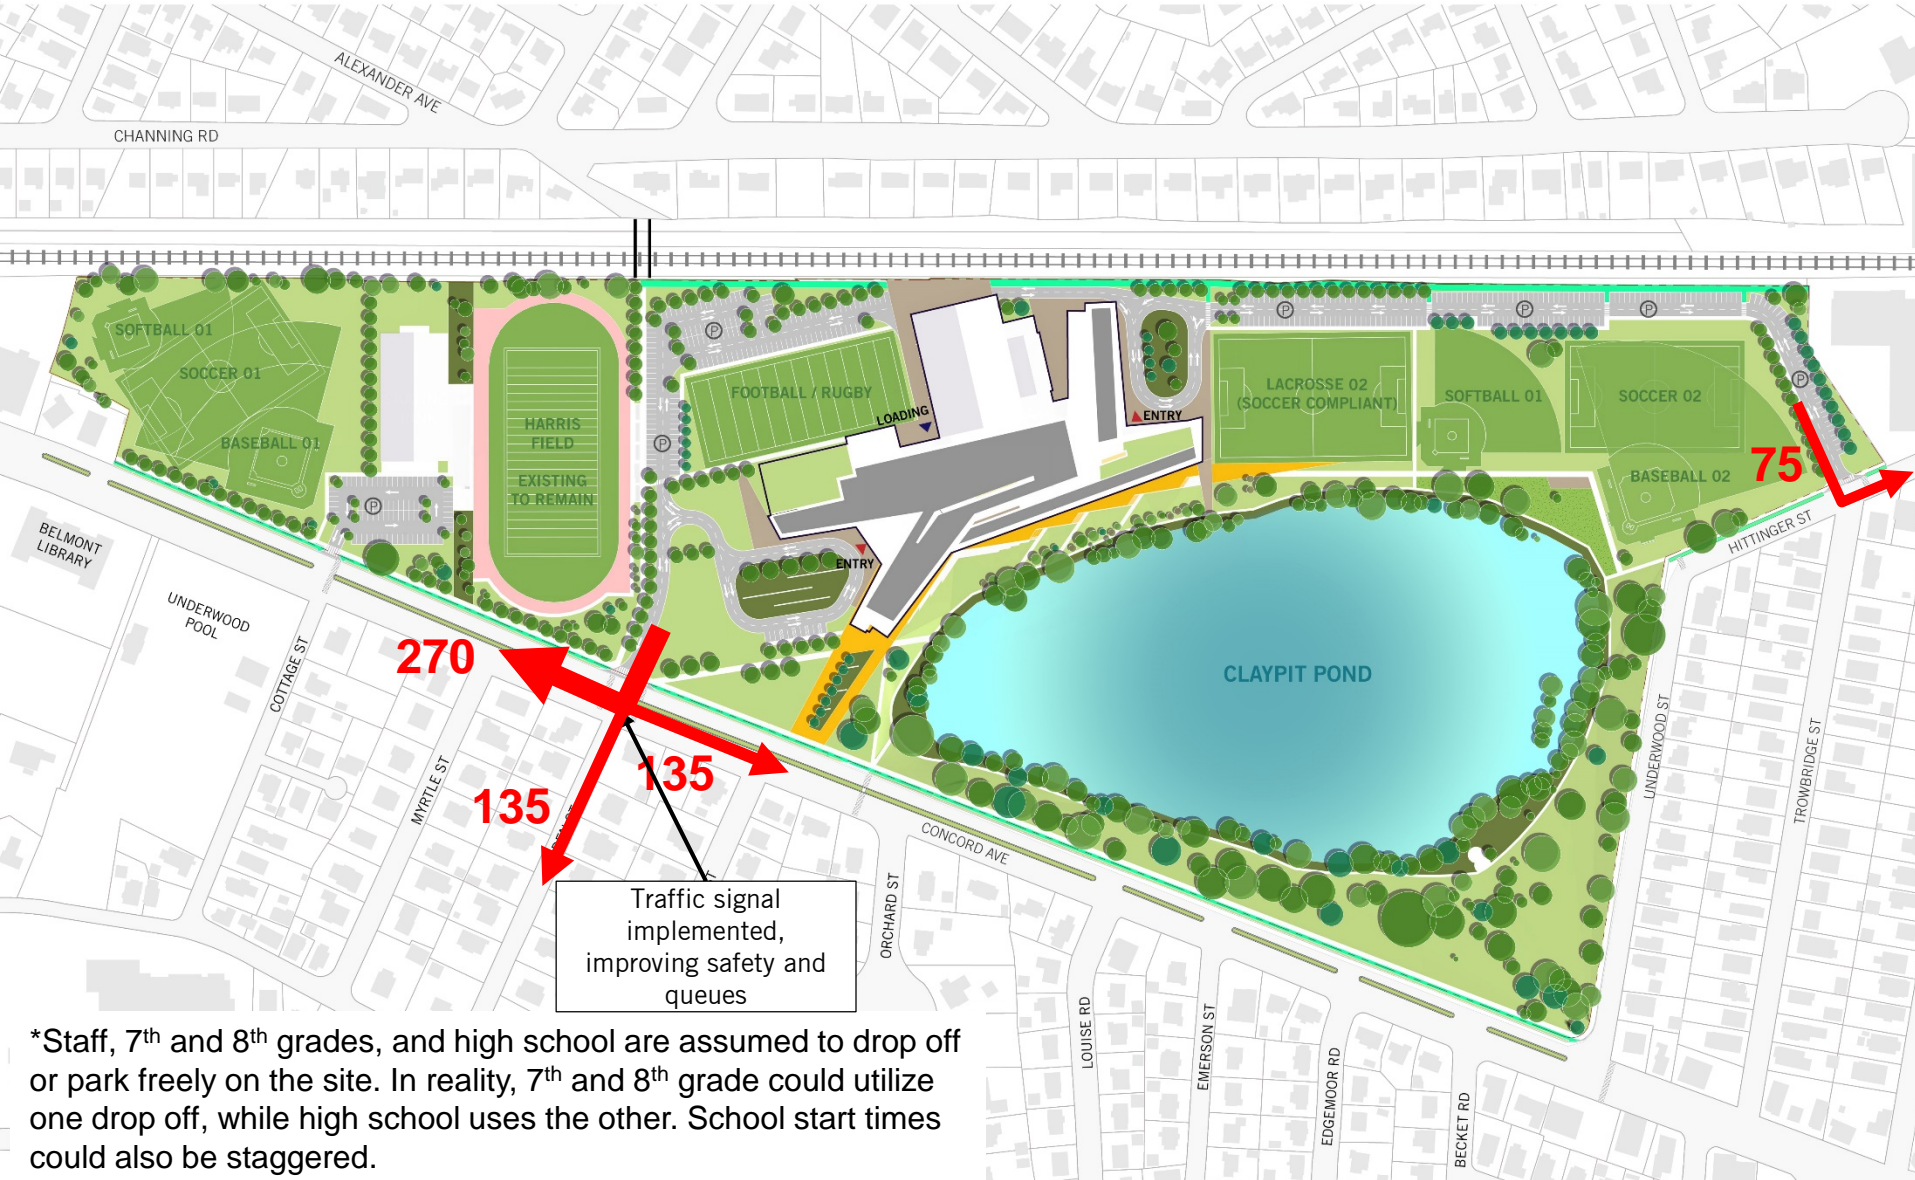 ALEXANDER AVE
CHANNING RD
SOFTBALL 01
SOCCER 01
BASEBALL 01
HARRIS
FIELD
EXISTING
TO REMAIN
P
P
P
P
P
P
P
FOOTBALL / RUGBY
LOADING
ENTRY
ENTRY
LACROSSE 02
(SOCCER COMPLIANT)
SOFTBALL 01
SOCCER 02
BASEBALL 02
75
HITTINGER ST
BELMONT
LIBRARY
UNDERWOOD
POOL
COTTAGE ST
MYRTLE ST
270
135
135
CLAYPIT POND
CONCORD AVE
ORCHARD ST
UNDERWOOD ST
TROWBRIDGE ST
LOUISE RD
EMERSON ST
EDGEMOOR RD
BECKET RD
Traffic signal
implemented,
improving safety and
queues
*Staff, 7th and 8th grades, and high school are assumed to drop off
or park freely on the site. In reality, 7th and 8th grade could utilize
one drop off, while high school uses the other. School start times
could also be staggered.